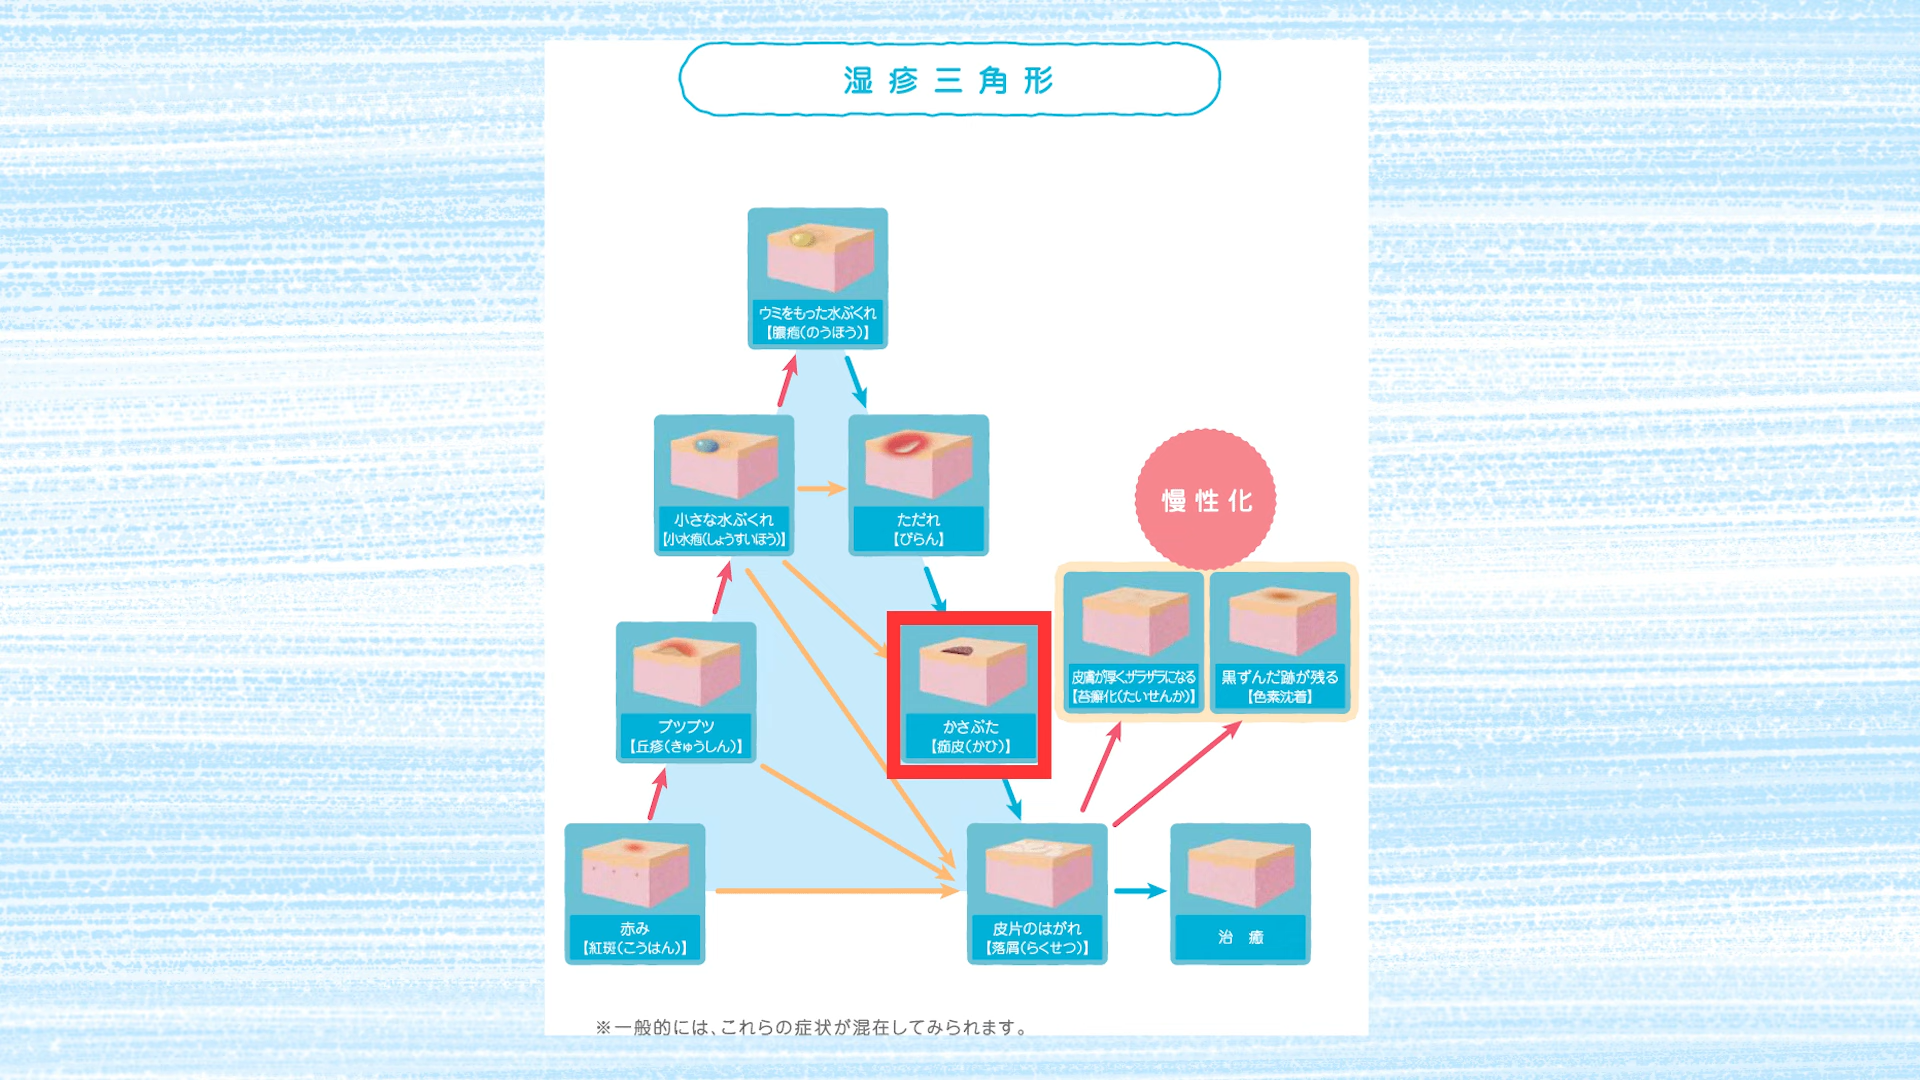 湿疹三角形
ウミをもった水ぶくれ
【膿疱(のうほう)】
小さな水ぶくれ
【小水疱(しょうすいほう)】
ただれ
【びらん】
慢性化
ブツブツ
【丘疹(きゅうしん)】
かさぶた
【痂皮(かひ)】
皮膚が厚く、ザラザラになる
【苔癬化(たいせんか)】
黒ずんだ跡が残る
【色素沈着】
赤み
【紅斑(こうはん)】
皮片のはがれ
【落屑(らくせつ)】
治 癒
※一般的には、これらの症状が混在してみられます。